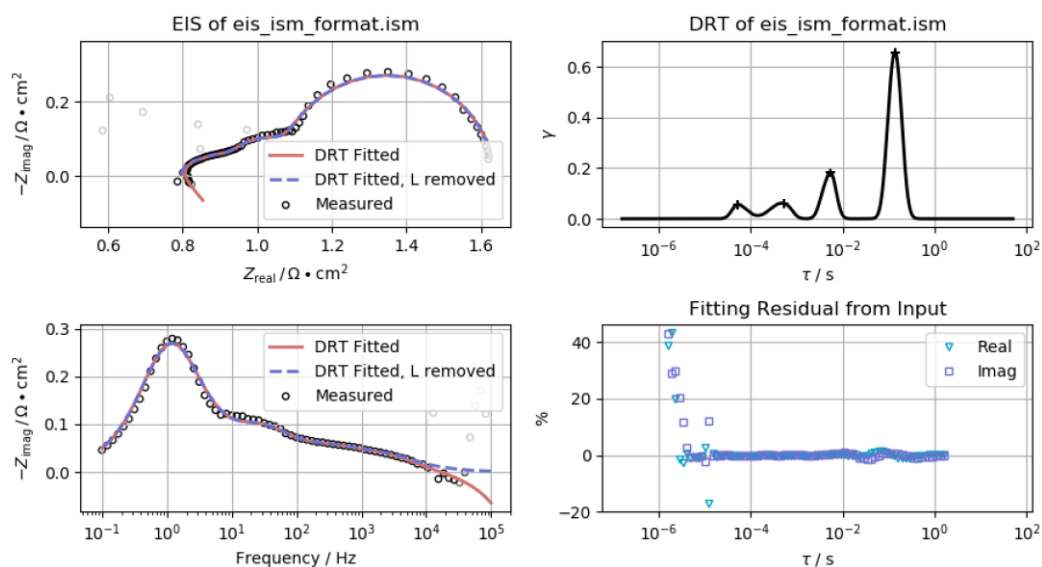 EIS of eis_ism_format.ism
−Z_imag / Ω • cm²
0.2
0.0
DRT Fitted
DRT Fitted, L removed
Measured
0.6 0.8 1.0 1.2 1.4 1.6
Z_real / Ω • cm²
DRT of eis_ism_format.ism
γ
0.6
0.4
0.2
0.0
10⁻⁶ 10⁻⁴ 10⁻² 10⁰ 10²
τ / s
−Z_imag / Ω • cm²
0.3
0.2
0.1
0.0
DRT Fitted
DRT Fitted, L removed
Measured
10⁻¹ 10⁰ 10¹ 10² 10³ 10⁴ 10⁵
Frequency / Hz
Fitting Residual from Input
%
40
20
0
−20
Real
Imag
10⁻⁶ 10⁻⁴ 10⁻² 10⁰ 10²
τ / s